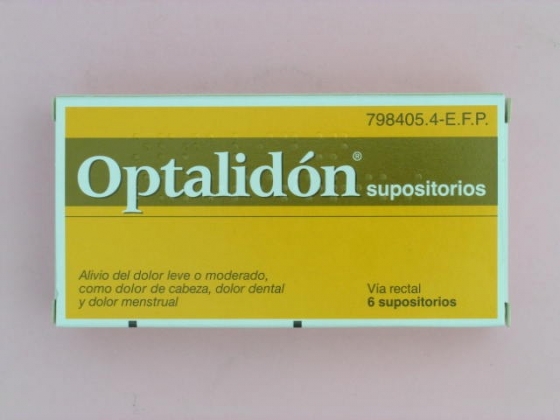 798405.4-E.F.P.
Optalidón® supositorios
Alivio del dolor leve o moderado,
como dolor de cabeza, dolor dental
y dolor menstrual
Vía rectal
6 supositorios